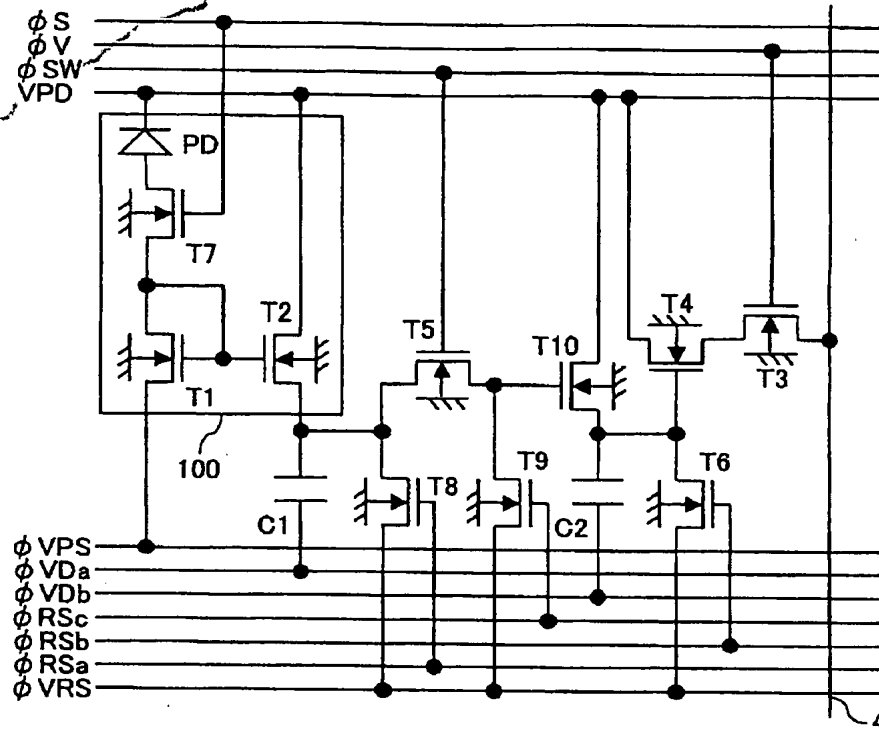 ϕS
ϕV
ϕSW
VPD
PD
T7
T2
T4
T5
T10
T3
T1
100
T9
T6
T8
C1
C2
ϕVPS
ϕVDa
ϕVDb
ϕRSc
ϕRSb
ϕRSa
ϕVRS